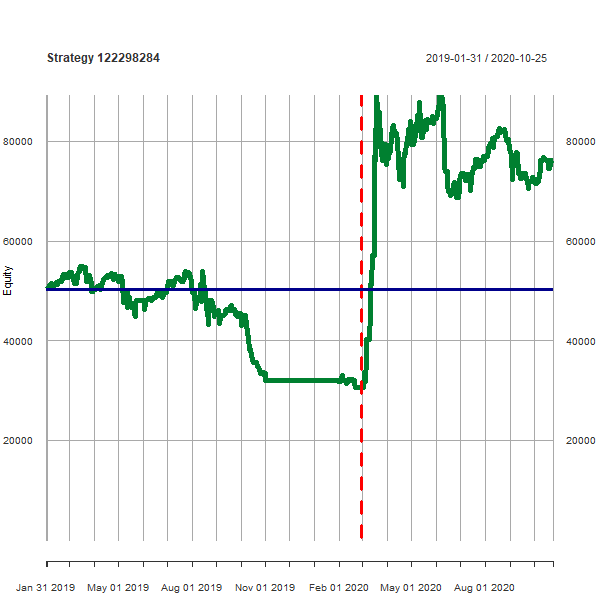 Strategy 122298284
2019-01-31 / 2020-10-25
80000
80000
60000
60000
Equity
40000
40000
20000
20000
Jan 31 2019
May 01 2019
Aug 01 2019
Nov 01 2019
Feb 01 2020
May 01 2020
Aug 01 2020